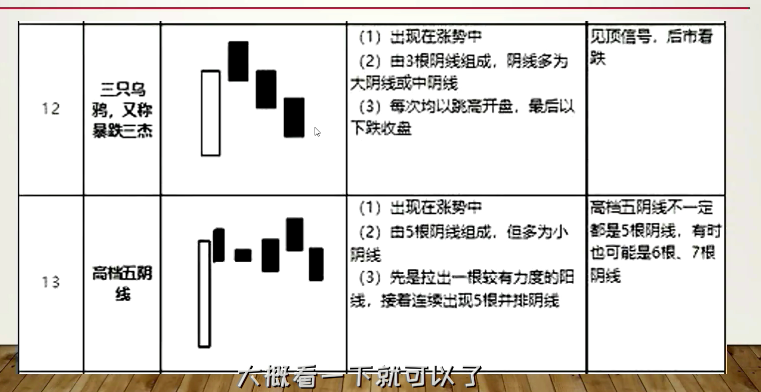 12
三只乌
鸦，又称
暴跌三杰
（1）出现在涨势中
（2）由3根阴线组成，阴线多为
大阴线或中阴线
（3）每次均以跳高开盘，最后以
下跌收盘
见顶信号，后市看
跌
13
高档五阴
线
（1）出现在涨势中
（2）由5根阴线组成，但多为小
阴线
（3）先是拉出一根较有力度的阳
线，接着连续出现5根并排阴线
高档五阴线不一定
都是5根阴线，有时
也可能是6根、7根
阴线
大概看一下就可以了